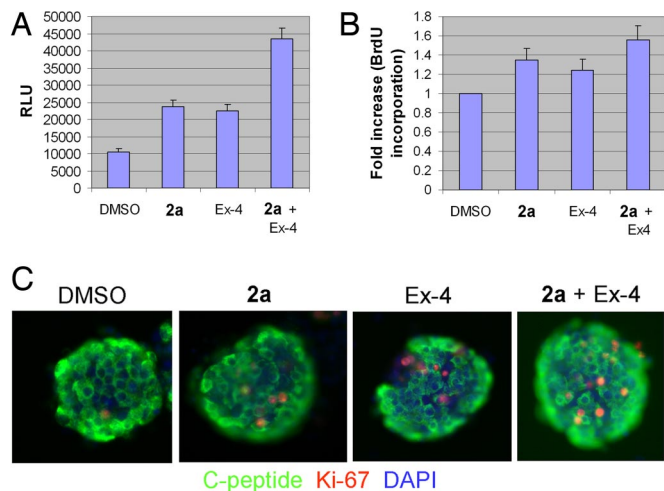 A
50000
45000
40000
35000
30000
25000
20000
15000
10000
5000
0
RLU
DMSO 2a Ex-4 2a +
Ex-4
B
1.8
1.6
1.4
1.2
1
0.8
0.6
0.4
0.2
0
Fold increase (BrdU
incorporation)
DMSO 2a Ex-4 2a +
Ex4
C
DMSO 2a Ex-4 2a + Ex-4
C-peptide Ki-67 DAPI